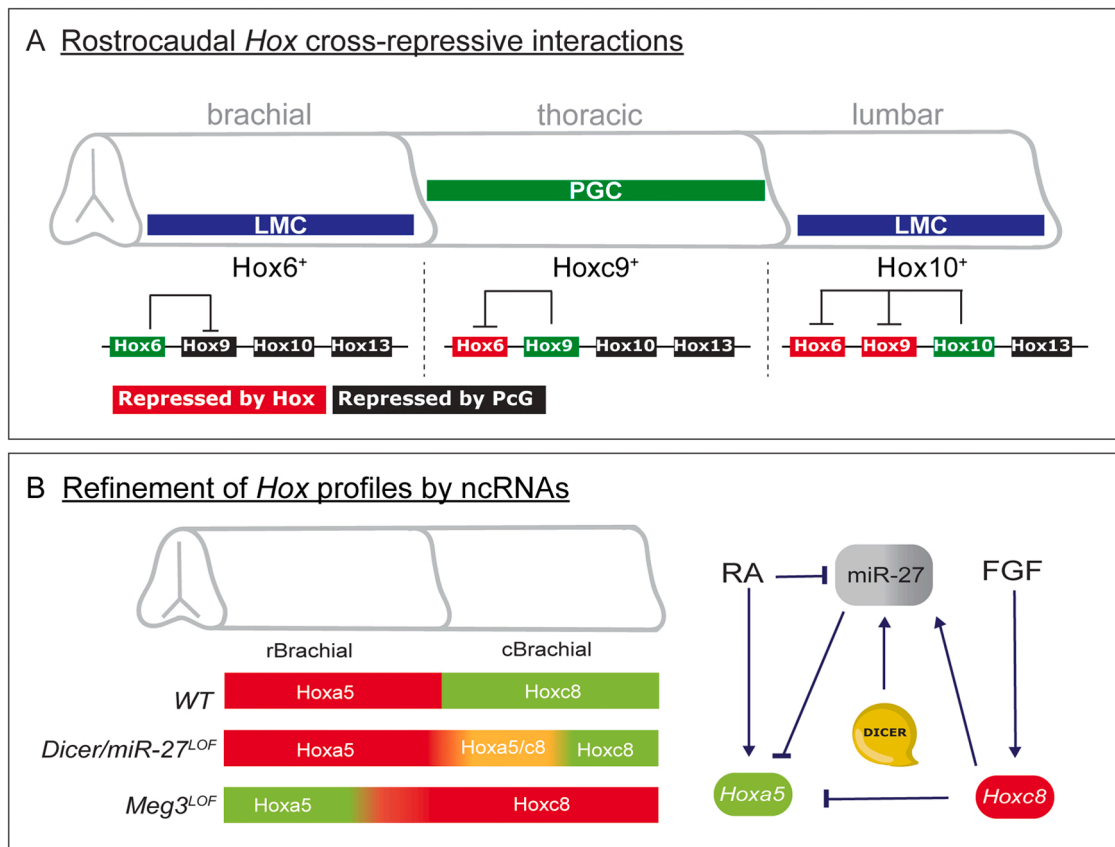 A Rostrocaudal Hox cross-repressive interactions
brachial thoracic lumbar
PGC
LMC LMC
Hox6⁺ Hoxc9⁺ Hox10⁺
Hox6 Hox9 Hox10 Hox13 Hox6 Hox9 Hox10 Hox13 Hox6 Hox9 Hox10 Hox13
Repressed by Hox Repressed by PcG
B Refinement of Hox profiles by ncRNAs
rBrachial cBrachial
WT Hoxa5 Hoxc8
Dicer/miR-27ᴸᴼᶠ Hoxa5 Hoxa5/c8 Hoxc8
Meg3ᴸᴼᶠ Hoxa5 Hoxc8
RA miR-27 FGF
DICER
Hoxa5 Hoxc8